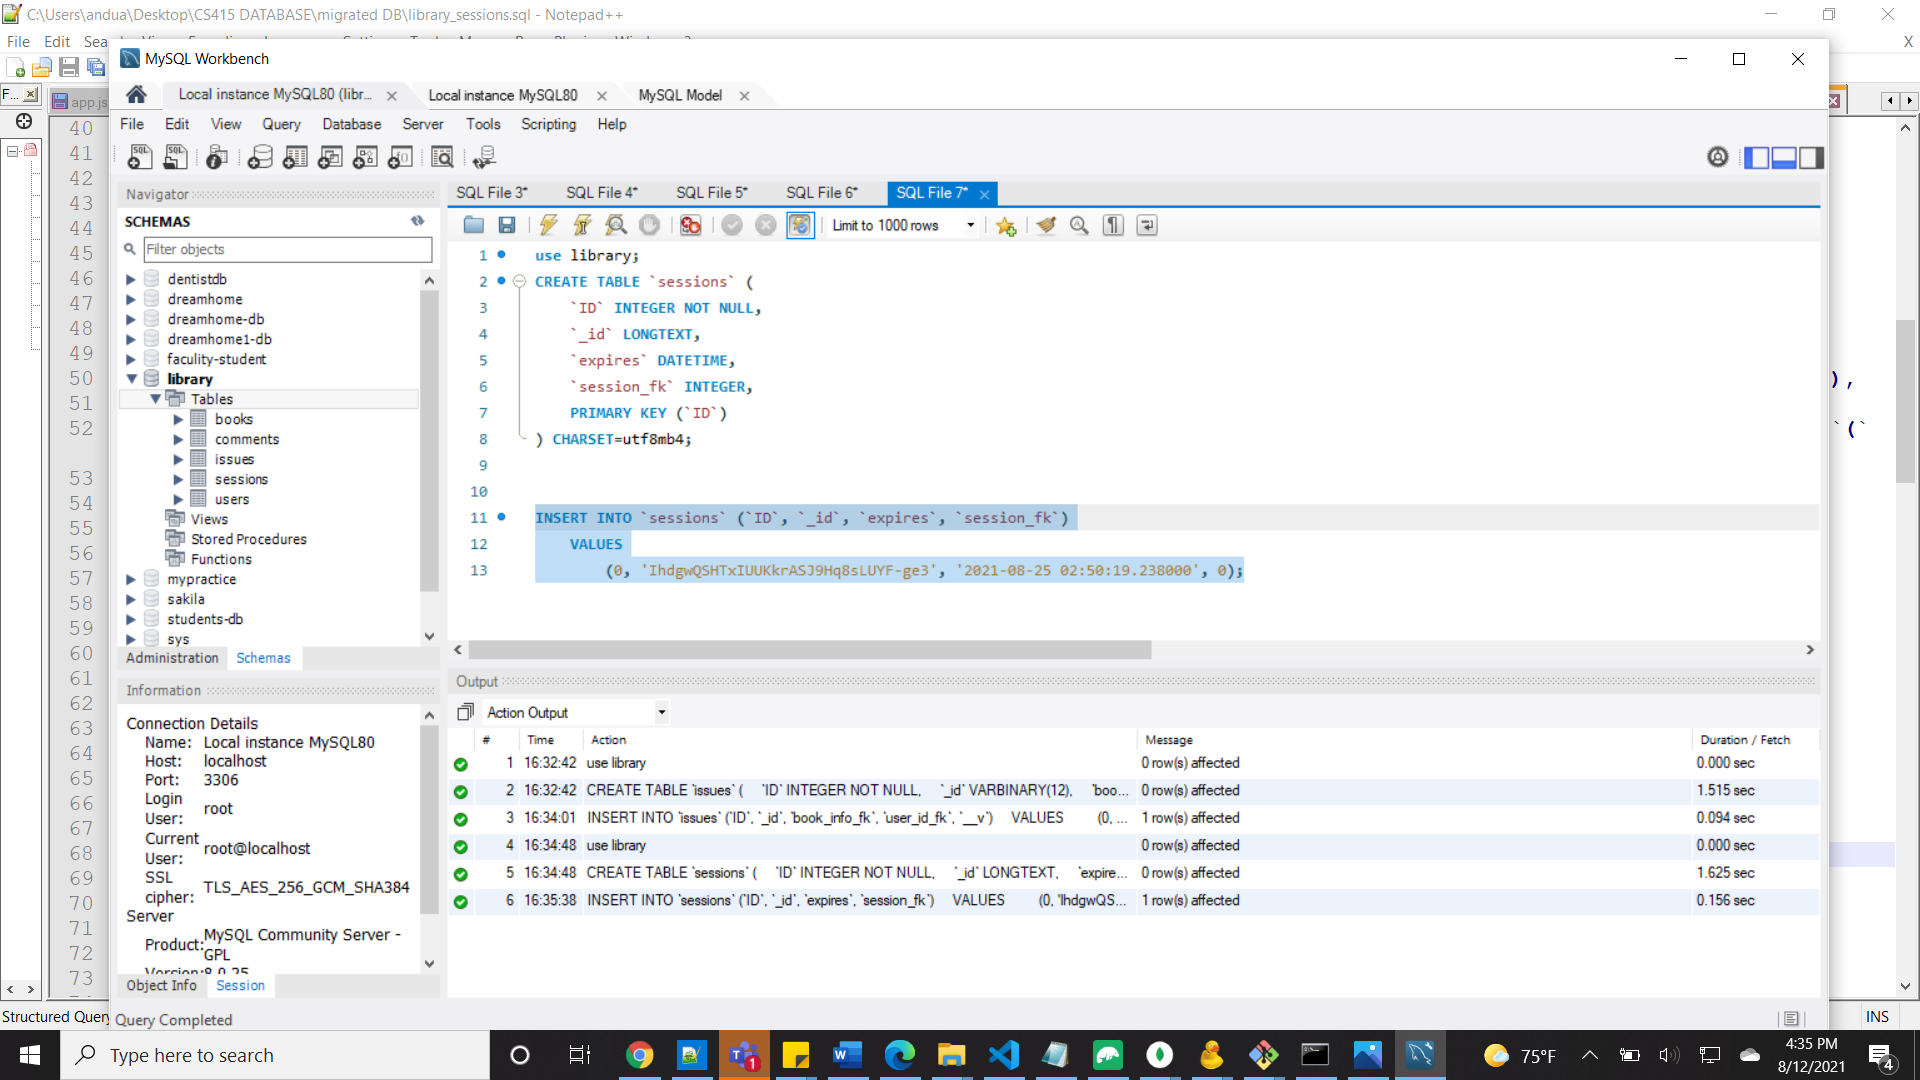 C:\Users\andua\Desktop\CS415 DATABASE\migrated DB\library_sessions.sql - Notepad++
File Edit Sea
X
MySQL Workbench
Local instance MySQL80 (libr... Local instance MySQL80 MySQL Model
File Edit View Query Database Server Tools Scripting Help
F...
app.js
Navigator
SCHEMAS
Filter objects
dentistdb
dreamhome
dreamhome-db
dreamhome1-db
faculity-student
library
Tables
books
comments
issues
sessions
users
Views
Stored Procedures
Functions
mypractice
sakila
students-db
sys
Administration Schemas
Information
Connection Details
Name: Local instance MySQL80
Host: localhost
Port: 3306
Login User: root
Current User: root@localhost
SSL cipher: TLS_AES_256_GCM_SHA384
Server
Product: MySQL Community Server - GPL
Version: 8.0.25
Object Info Session
Query Completed
40
41
42
43
44
45
46
47
48
49
50
51
52
53
54
55
56
57
58
59
60
61
62
63
64
65
66
67
68
69
70
71
72
73
SQL File 3* SQL File 4* SQL File 5* SQL File 6* SQL File 7*
Limit to 1000 rows
1 use library;
2 CREATE TABLE `sessions` (
3 `ID` INTEGER NOT NULL,
4 `_id` LONGTEXT,
5 `expires` DATETIME,
6 `session_fk` INTEGER,
7 PRIMARY KEY (`ID`)
8 ) CHARSET=utf8mb4;
9
10
11 INSERT INTO `sessions` (`ID`, `_id`, `expires`, `session_fk`)
12 VALUES
13 (0, 'IhdgwQSHTxIUUKkrASJ9Hq8sLUYF-ge3', '2021-08-25 02:50:19.238000', 0);
),
`(`
Output
Action Output
# Time Action Message Duration / Fetch
1 16:32:42 use library 0 row(s) affected 0.000 sec
2 16:32:42 CREATE TABLE `issues` ( `ID` INTEGER NOT NULL, `_id` VARBINARY(12), `boo... 0 row(s) affected 1.515 sec
3 16:34:01 INSERT INTO `issues` (`ID`, `_id`, `book_info_fk`, `user_id_fk`, `__v`) VALUES (0, ... 1 row(s) affected 0.094 sec
4 16:34:48 use library 0 row(s) affected 0.000 sec
5 16:34:48 CREATE TABLE `sessions` ( `ID` INTEGER NOT NULL, `_id` LONGTEXT, `expire... 0 row(s) affected 1.625 sec
6 16:35:38 INSERT INTO `sessions` (`ID`, `_id`, `expires`, `session_fk`) VALUES (0, 'IhdgwQS... 1 row(s) affected 0.156 sec
Structured Query
INS
Type here to search
1
75°F
4:35 PM
8/12/2021
4